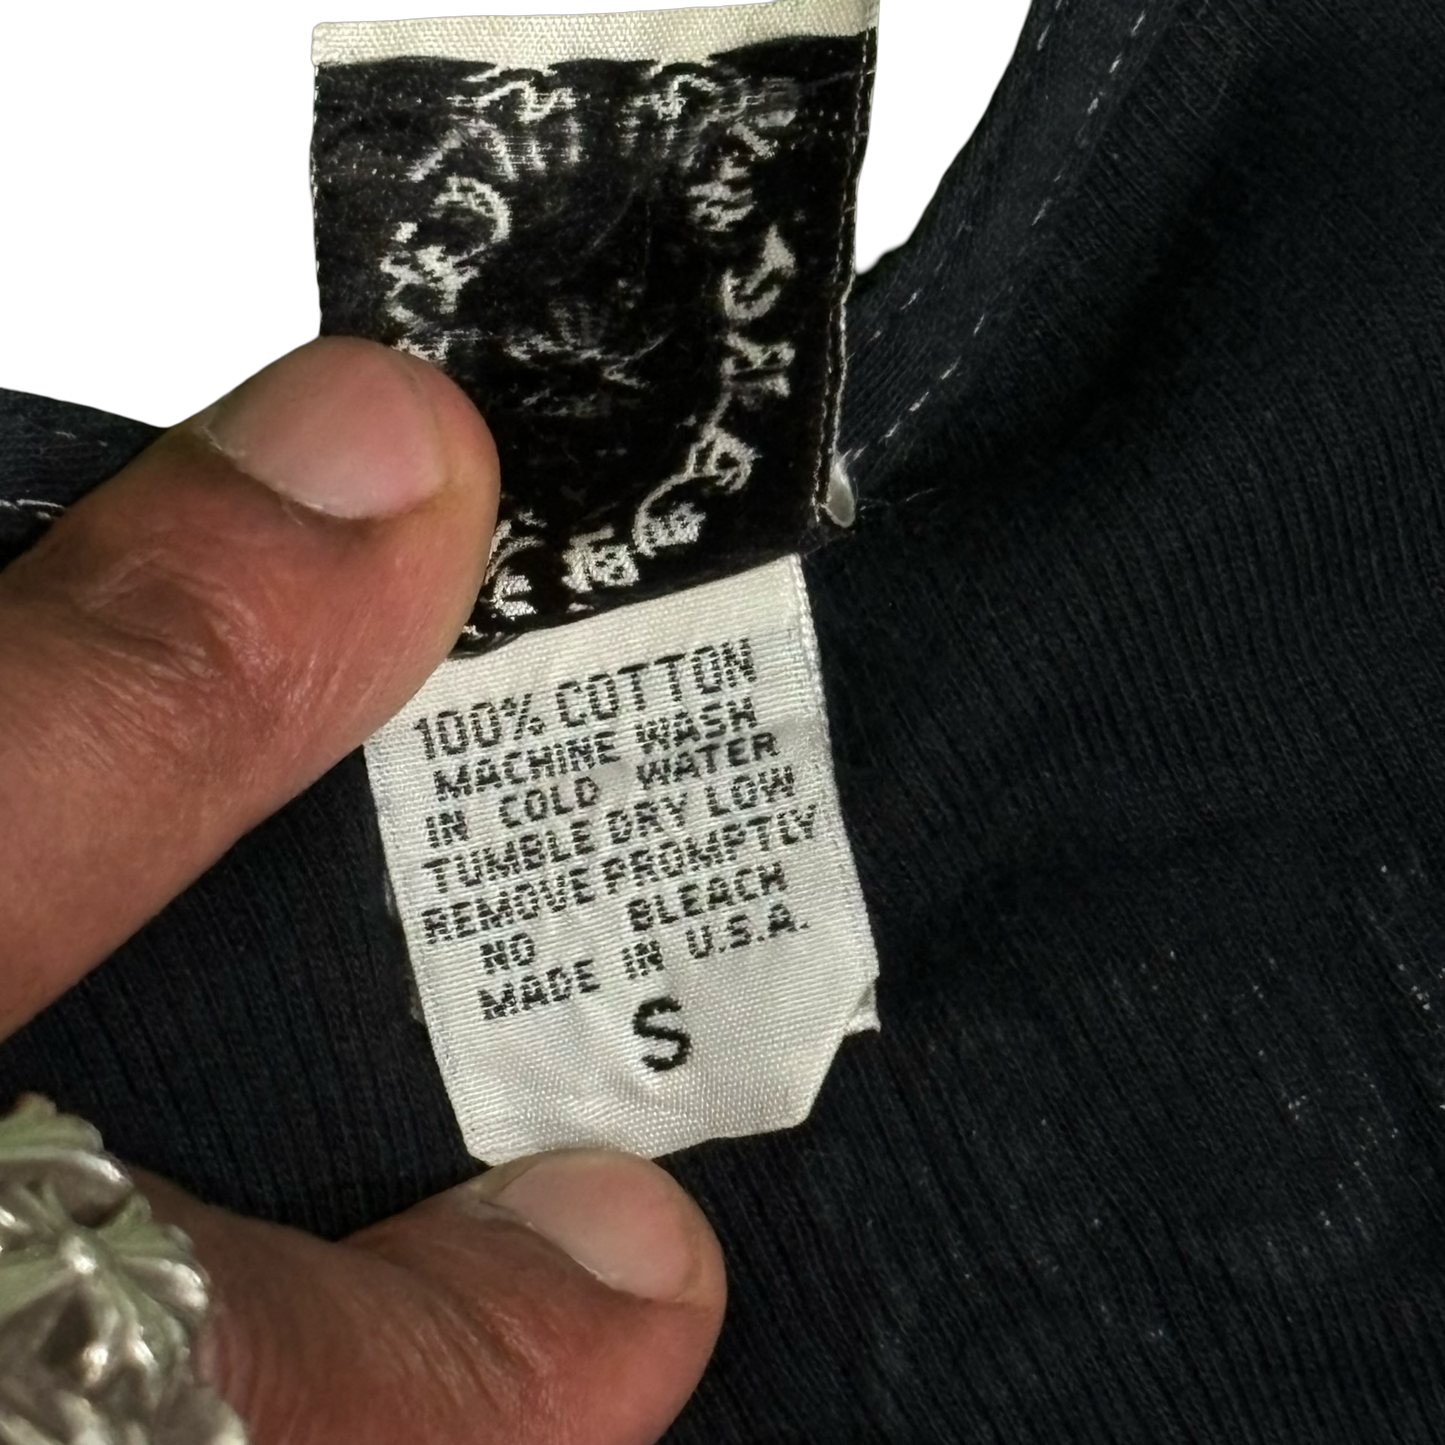 100% COTTON
MACHINE WASH
IN COLD WATER
TUMBLE DRY LOW
REMOVE PROMPTLY
NO BLEACH
MADE IN U.S.A.
S